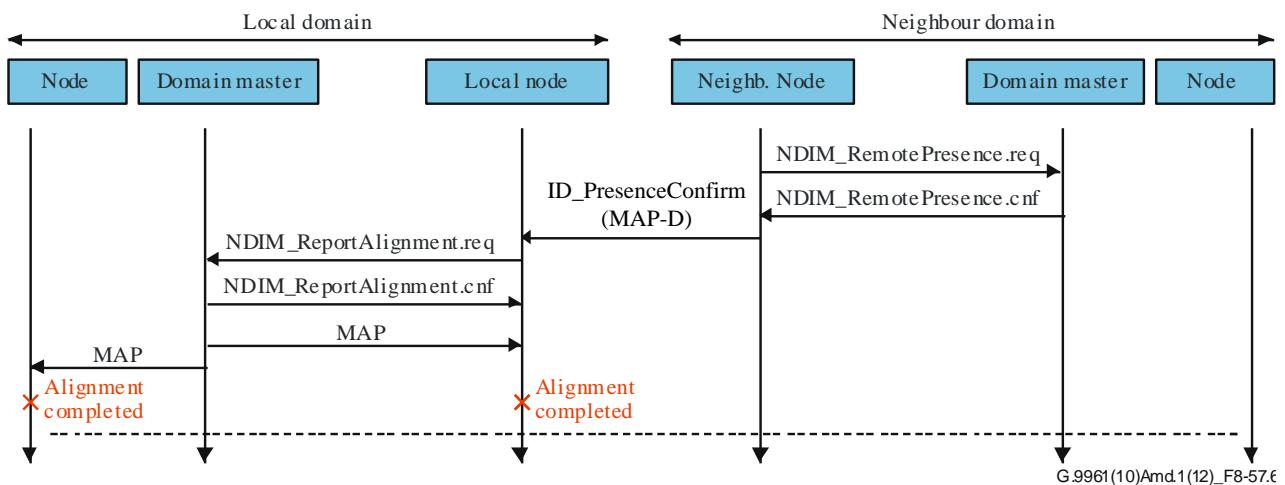 Local domain
Neighbour domain
Node
Domain master
Local node
Neighb. Node
Domain master
Node
NDIM_RemotePresence.req
ID_PresenceConfirm
(MAP-D)
NDIM_RemotePresence.cnf
NDIM_ReportAlignment.req
NDIM_ReportAlignment.cnf
MAP
MAP
Alignment
completed
Alignment
completed
G.9961(10)Amd.1(12)_F8-57.6